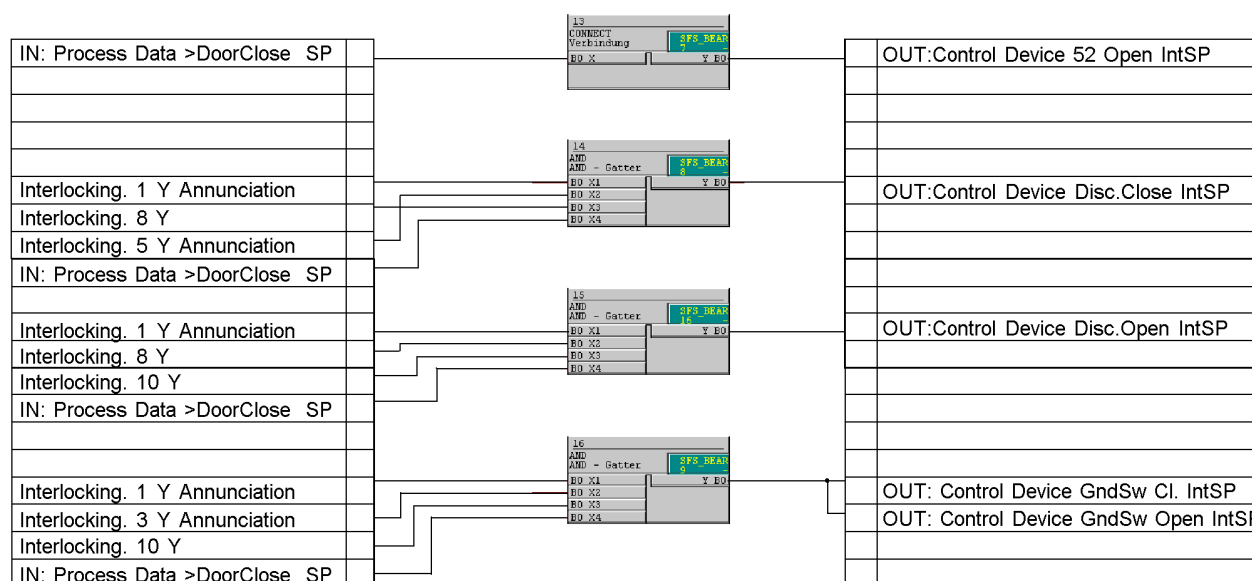 IN: Process Data >DoorClose SP
Interlocking. 1 Y Annunciation
Interlocking. 8 Y
Interlocking. 5 Y Annunciation
IN: Process Data >DoorClose SP
Interlocking. 1 Y Annunciation
Interlocking. 8 Y
Interlocking. 10 Y
IN: Process Data >DoorClose SP
Interlocking. 1 Y Annunciation
Interlocking. 3 Y Annunciation
Interlocking. 10 Y
IN: Process Data >DoorClose SP
13
CONNECT
Verbindung
SFS_BEAR
7 -
BO X
Y BO
14
AND
AND - Gatter
SFS_BEAR
8 -
BO X1
Y BO
BO X2
BO X3
BO X4
15
AND
AND - Gatter
SFS_BEAR
16 -
BO X1
Y BO
BO X2
BO X3
BO X4
16
AND
AND - Gatter
SFS_BEAR
9 -
BO X1
Y BO
BO X2
BO X3
BO X4
OUT:Control Device 52 Open IntSP
OUT:Control Device Disc.Close IntSP
OUT:Control Device Disc.Open IntSP
OUT: Control Device GndSw Cl. IntSP
OUT: Control Device GndSw Open IntSP